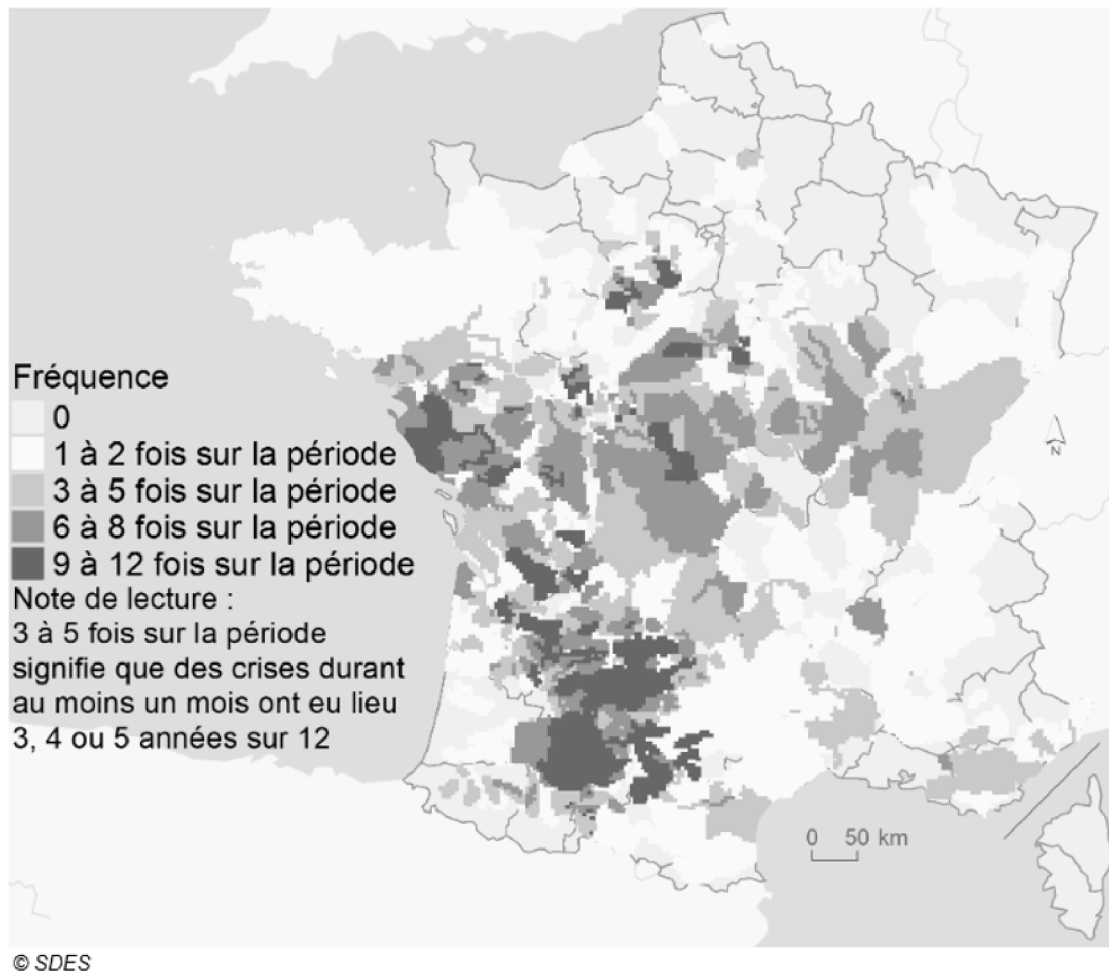 Fréquence
0
1 à 2 fois sur la période
3 à 5 fois sur la période
6 à 8 fois sur la période
9 à 12 fois sur la période
Note de lecture :
3 à 5 fois sur la période
signifie que des crises durant
au moins un mois ont eu lieu
3, 4 ou 5 années sur 12
N
0 50 km
© SDES